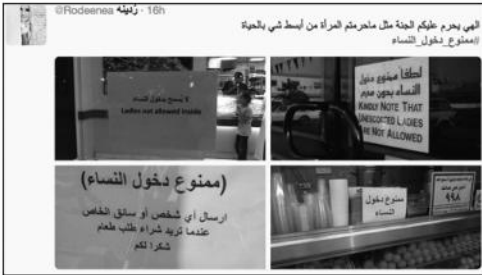 @Rodeenea · رُدينه · 16h
الهي يحرم عليكم الجنة مثل ماحرمتم المرأة من أبسط شي بالحياة
#ممنوع_دخول_النساء
لا يسمح بدخول النساء
Ladies not allowed inside
لطفا ممنوع دخول
النساء بدون محرم
KINDLY NOTE THAT
UNESCORTED LADIES
ARE NOT ALLOWED
(ممنوع دخول النساء)
ارسال أي شخص أو سائق الخاص
عندما تريد شراء طلب طعام
شكرا لكم
ممنوع دخول
النساء
٩٩٨